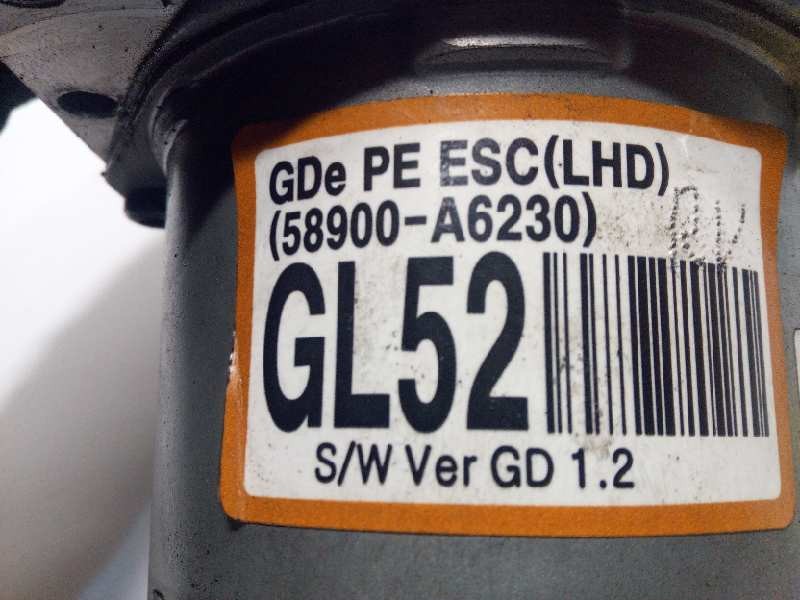 GDe PE ESC(LHD)
(58900-A6230)
GL52
S/W Ver GD 1.2